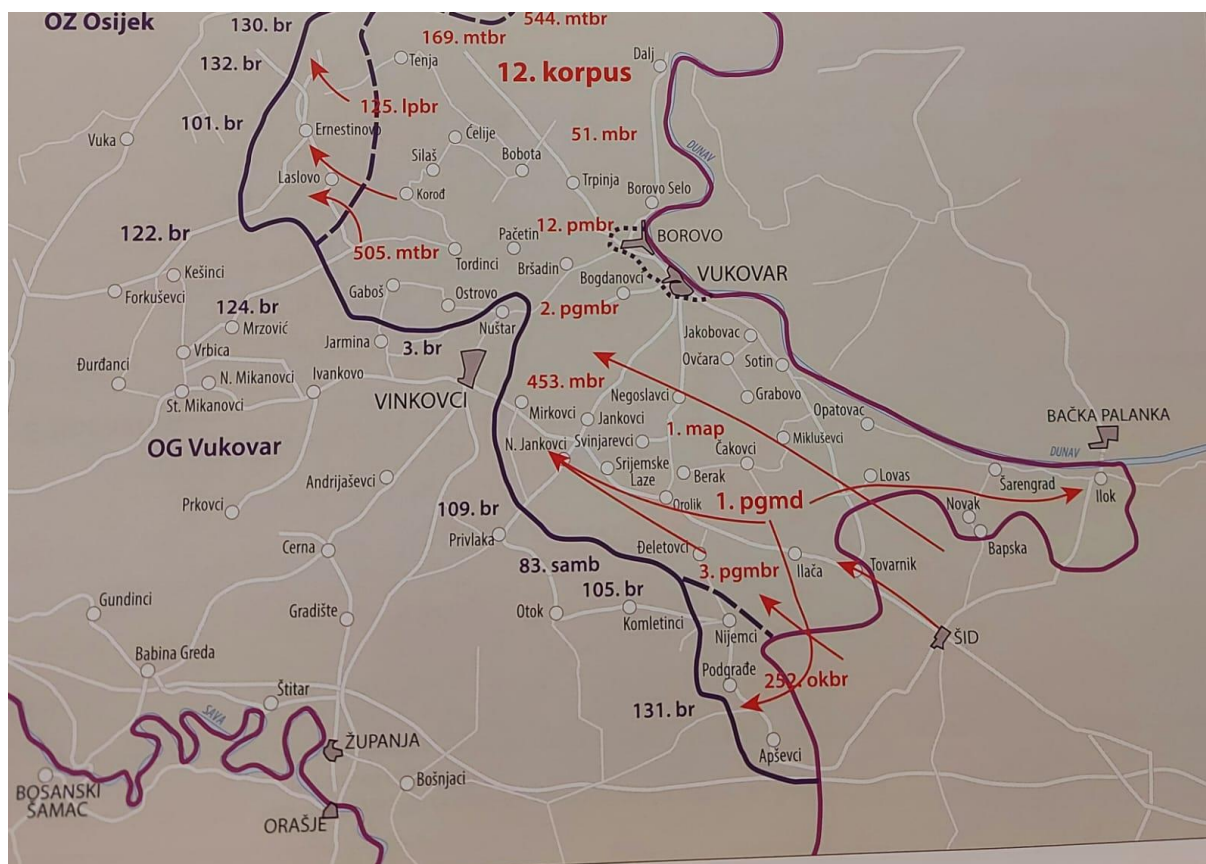 OZ Osijek
130. br
544. mtbr
169. mtbr
Tenja
Dalj
12. korpus
132. br
125. lpbr
101. br
Ernestinovo
Ćelije
51. mbr
Vuka
Silaš
Bobota
DUNAV
Laslovo
Korođ
Trpinja
Borovo Selo
122. br
12. pmbr
BOROVO
505. mtbr
Pačetin
Tordinci
Bršadin
VUKOVAR
Kešinci
Bogdanovci
Forkuševci
Gaboš
Ostrovo
124. br
Mrzović
Nuštar
2. pgmbr
Jakobovac
Vrbica
Jarmina
3. br
Ovčara
Sotin
Đurđanci
N. Mikanovci
Ivankovo
St. Mikanovci
VINKOVCI
453. mbr
Negoslavci
Grabovo
Mirkovci
Opatovac
BAČKA PALANKA
Jankovci
1. map
OG Vukovar
N. Jankovci
Svinjarevci
Mikluševci
Čakovci
DUNAV
Srijemske
Laze
Berak
Lovas
Šarengrad
Andrijaševci
Ilok
Prkovci
Orolik
1. pgmd
Novak
109. br
Privlaka
Bapska
Cerna
Đeletovci
Ilača
Tovarnik
83. samb
3. pgmbr
105. br
Gundinci
Gradište
Otok
Komletinci
Nijemci
ŠID
Babina Greda
Podgrađe
252. okbr
Štitar
131. br
SAVA
ŽUPANJA
Apševci
Bošnjaci
BOSANSKI
ŠAMAC
ORAŠJE